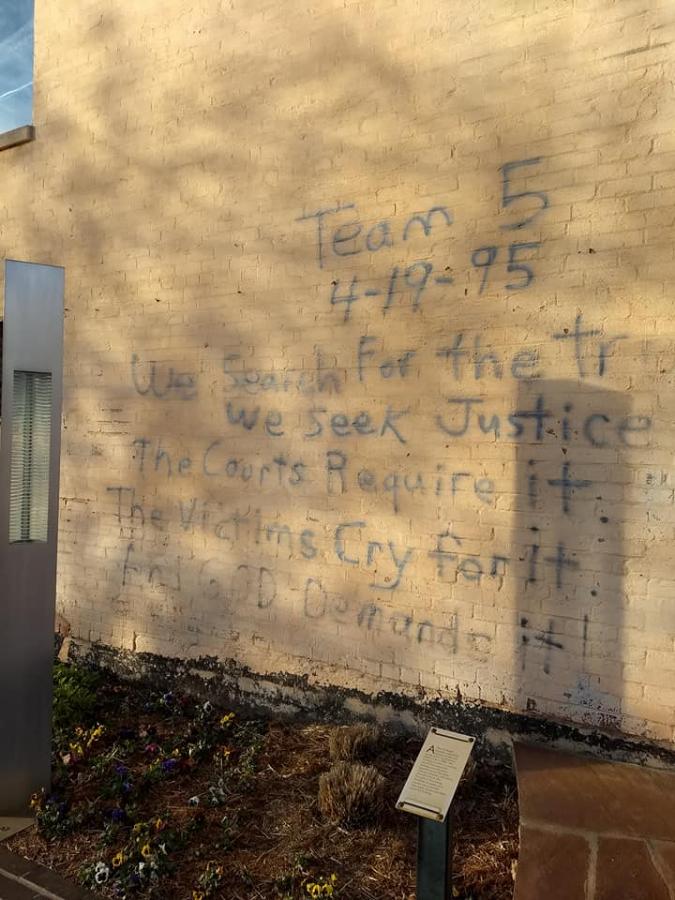 Team 5
4-19-95
We Search For the tr
We Seek Justice
The Courts Require it.
The Victims Cry for it.
And GOD Demands it!
A